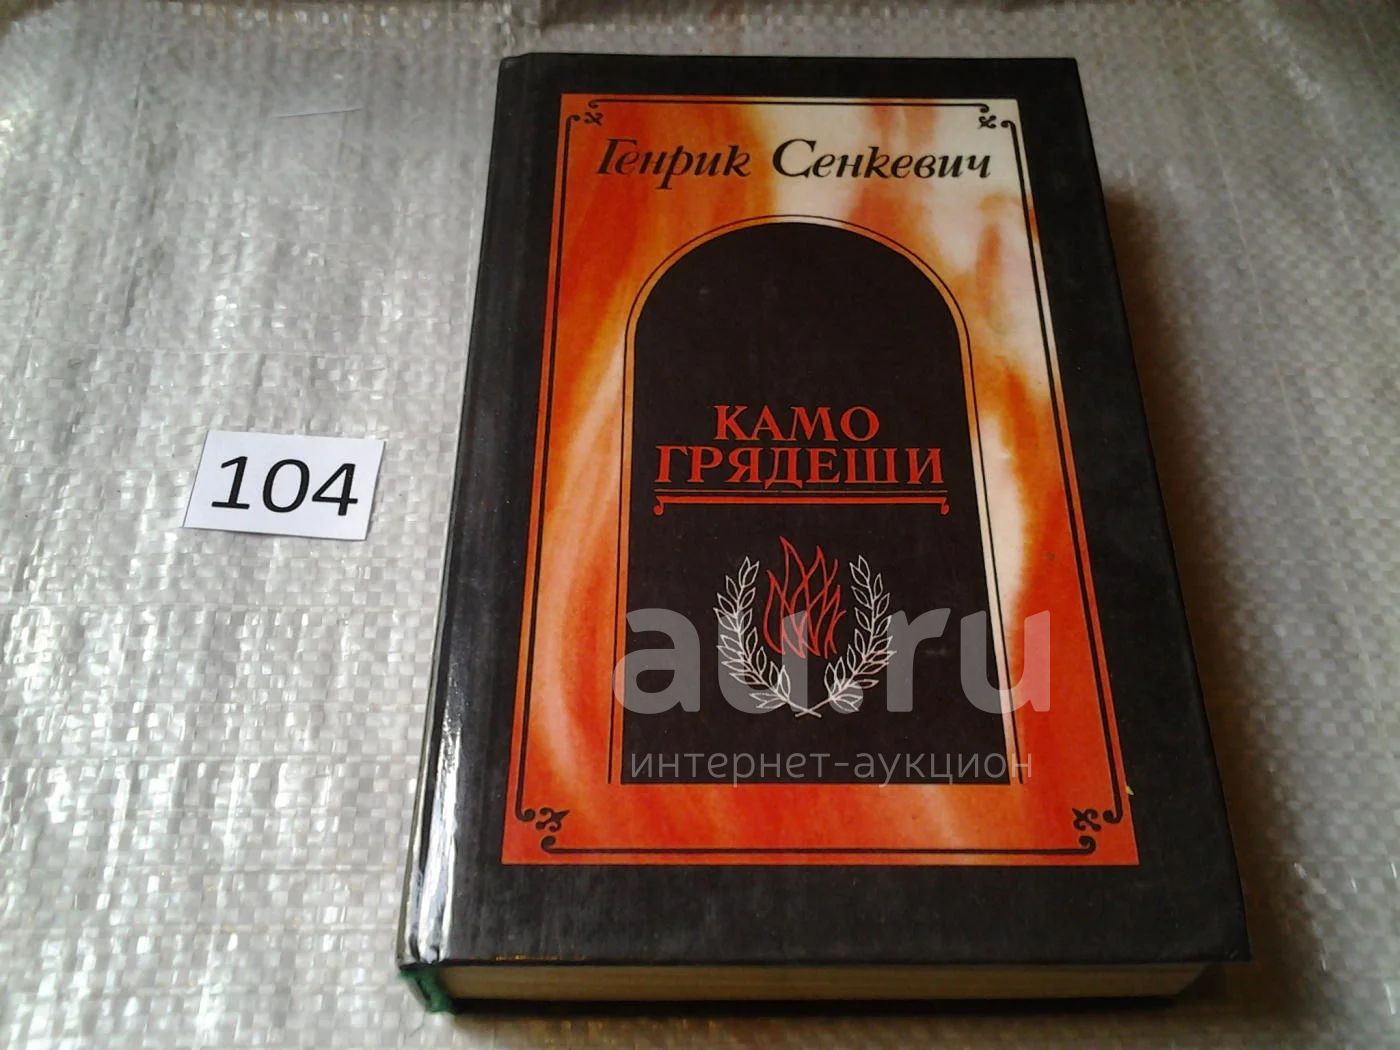 Генрик Сенкевич
КАМО
ГРЯДЕШИ
104
au.ru
интернет-аукцион